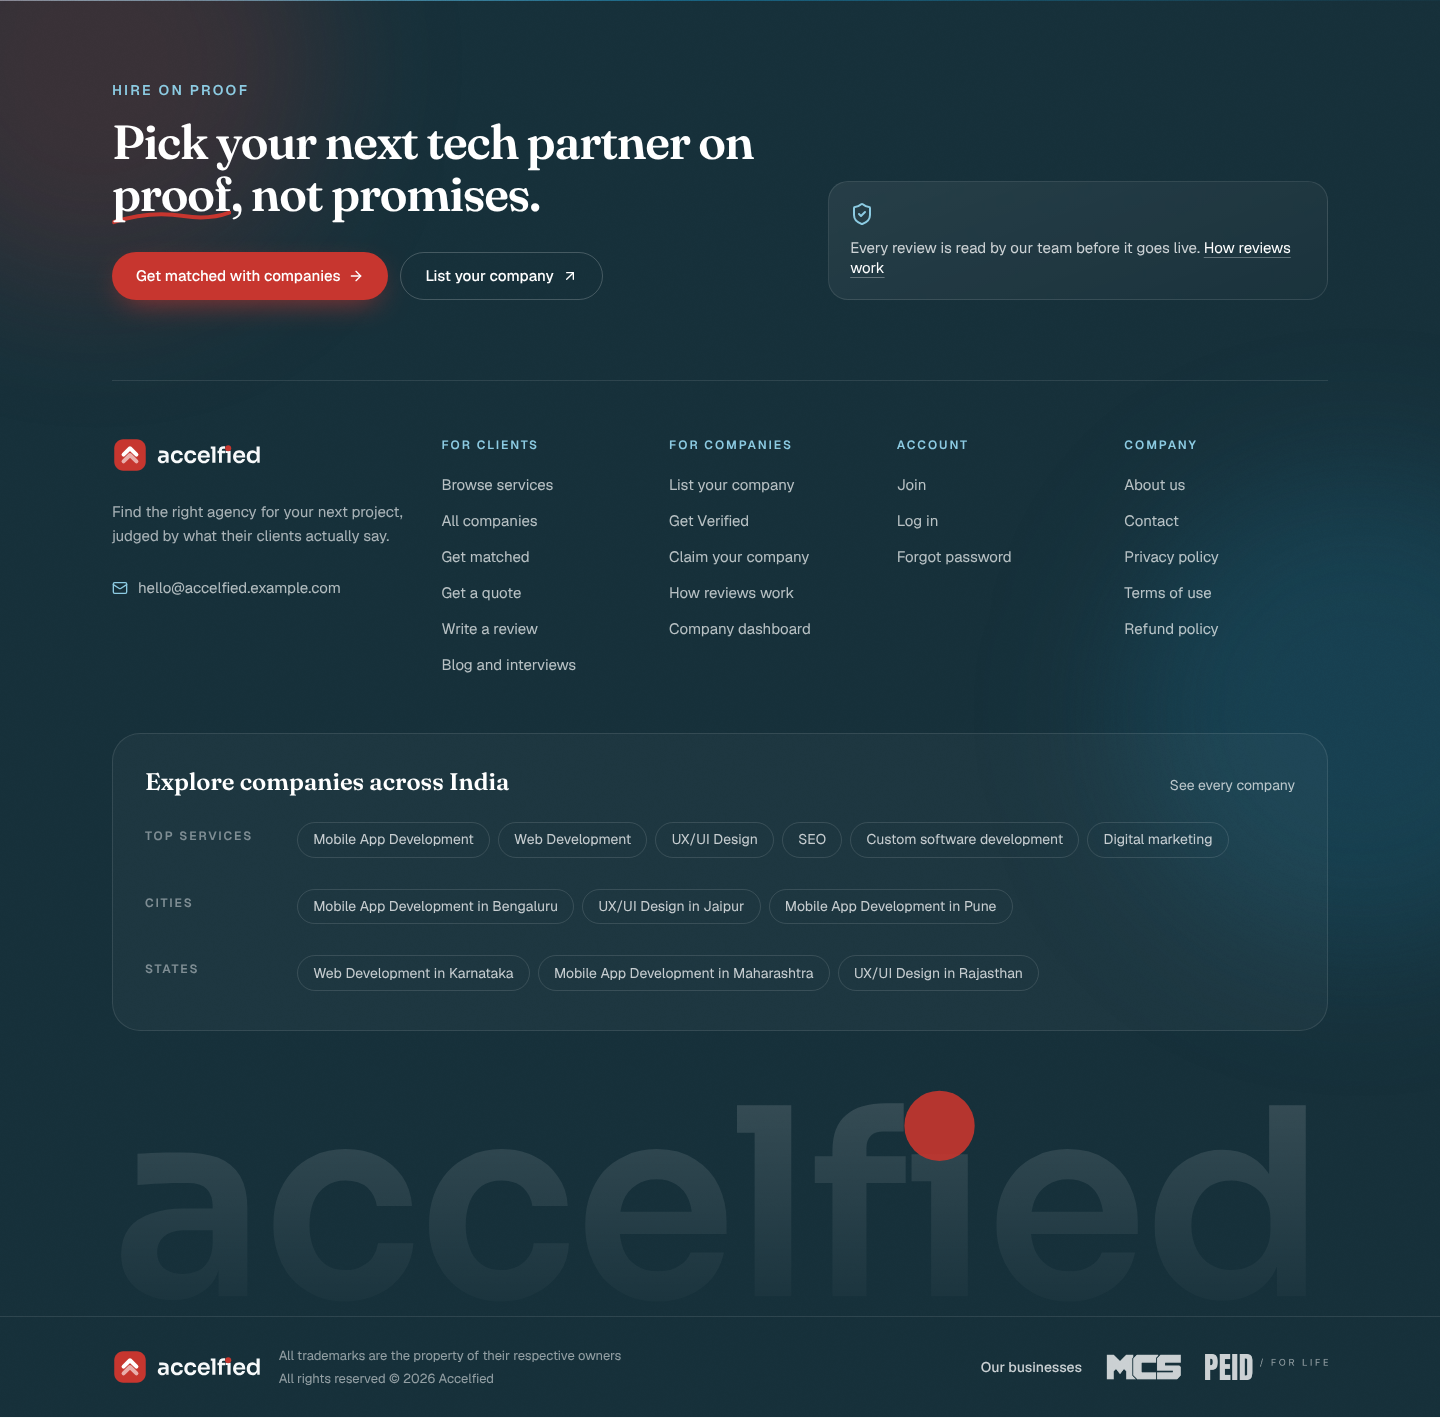 HIRE ON PROOF
Pick your next tech partner on
proof, not promises.
Get matched with companies
List your company
Every review is read by our team before it goes live. How reviews
work
accelfied
Find the right agency for your next project,
judged by what their clients actually say.
hello@accelfied.example.com
FOR CLIENTS
Browse services
All companies
Get matched
Get a quote
Write a review
Blog and interviews
FOR COMPANIES
List your company
Get Verified
Claim your company
How reviews work
Company dashboard
ACCOUNT
Join
Log in
Forgot password
COMPANY
About us
Contact
Privacy policy
Terms of use
Refund policy
Explore companies across India
See every company
TOP SERVICES
Mobile App Development
Web Development
UX/UI Design
SEO
Custom software development
Digital marketing
CITIES
Mobile App Development in Bengaluru
UX/UI Design in Jaipur
Mobile App Development in Pune
STATES
Web Development in Karnataka
Mobile App Development in Maharashtra
UX/UI Design in Rajasthan
accelfied
accelfied
All trademarks are the property of their respective owners
All rights reserved © 2026 Accelfied
Our businesses
MCS
PEID / FOR LIFE